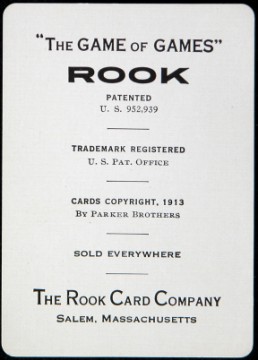 "The GAME of GAMES"
ROOK
PATENTED
U. S. 952,939
TRADEMARK REGISTERED
U. S. Pat. Office
CARDS COPYRIGHT, 1913
By Parker Brothers
SOLD EVERYWHERE
The Rook Card Company
Salem, Massachusetts